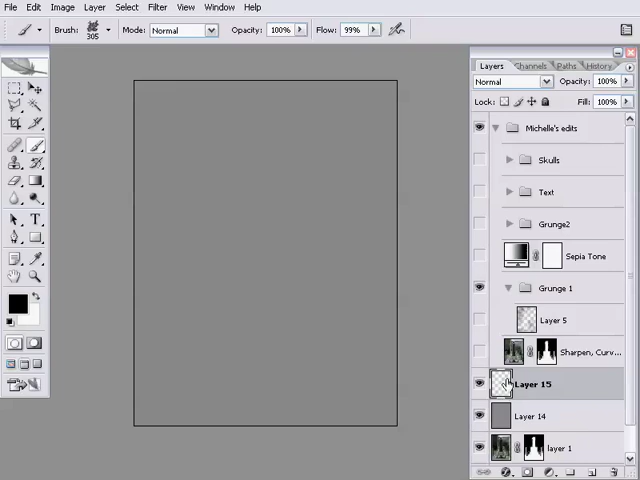 File Edit Image Layer Select Filter View Window Help
Brush: 305 Mode: Normal Opacity: 100% Flow: 99%
Layers Channels Paths History
Normal Opacity: 100%
Lock: Fill: 100%
Michelle's edits
Skulls
Text
Grunge2
Sepia Tone
Grunge 1
Layer 5
Sharpen, Curv...
Layer 15
Layer 14
layer 1
T